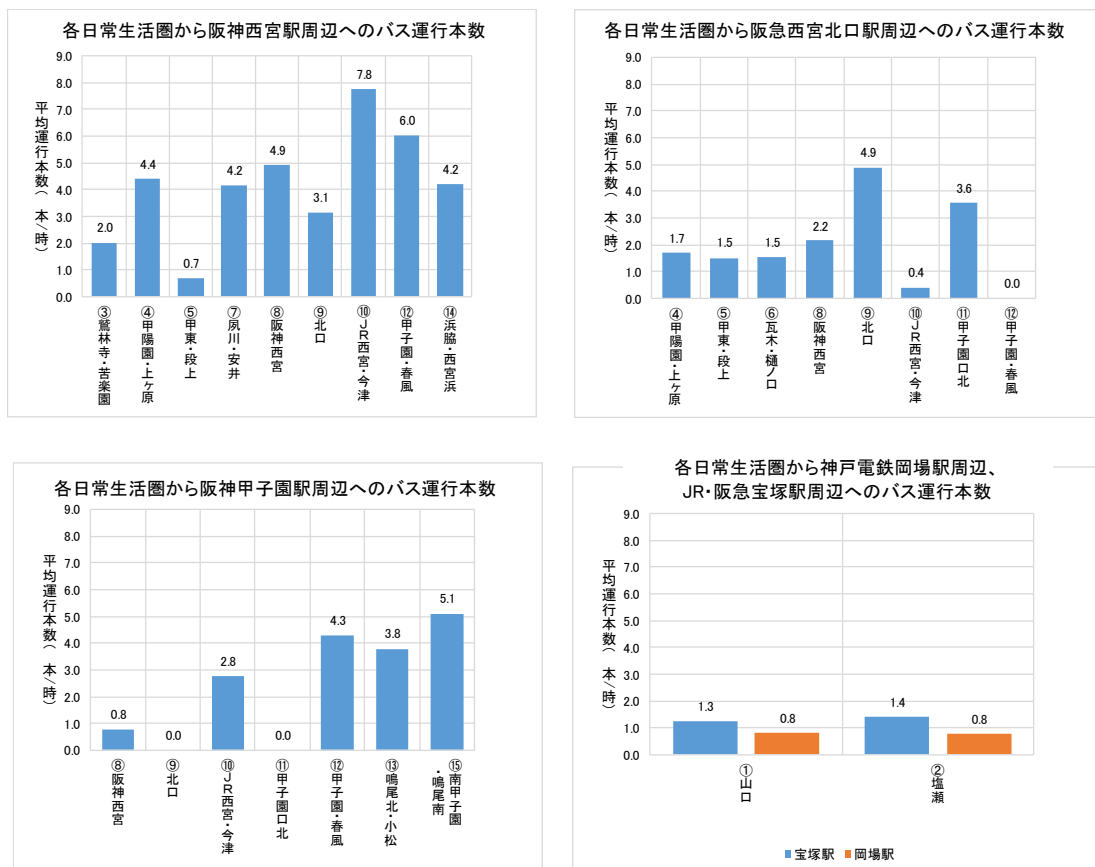 各日常生活圏から阪神西宮駅周辺へのバス運行本数
平均運行本数(本/時)
9.0
8.0
7.0
6.0
5.0
4.0
3.0
2.0
1.0
0.0
2.0
4.4
0.7
4.2
4.9
3.1
7.8
6.0
4.2
③鷲林寺・苦楽園
④甲陽園・上ヶ原
⑤甲東・段上
⑦夙川・安井
⑧阪神西宮
⑨北口
⑩JR西宮・今津
⑫甲子園・春風
⑭浜脇・西宮浜
各日常生活圏から阪急西宮北口駅周辺へのバス運行本数
平均運行本数(本/時)
9.0
8.0
7.0
6.0
5.0
4.0
3.0
2.0
1.0
0.0
1.7
1.5
1.5
2.2
4.9
0.4
3.6
0.0
④甲陽園・上ヶ原
⑤甲東・段上
⑥瓦木・樋ノ口
⑧阪神西宮
⑨北口
⑩JR西宮・今津
⑪甲子園口北
⑫甲子園・春風
各日常生活圏から阪神甲子園駅周辺へのバス運行本数
平均運行本数(本/時)
9.0
8.0
7.0
6.0
5.0
4.0
3.0
2.0
1.0
0.0
0.8
0.0
2.8
0.0
4.3
3.8
5.1
⑧阪神西宮
⑨北口
⑩JR西宮・今津
⑪甲子園口北
⑫甲子園・春風
⑬鳴尾北・小松
⑮南甲子園
・鳴尾南
各日常生活圏から神戸電鉄岡場駅周辺、
JR・阪急宝塚駅周辺へのバス運行本数
平均運行本数(本/時)
9.0
8.0
7.0
6.0
5.0
4.0
3.0
2.0
1.0
0.0
1.3
0.8
1.4
0.8
①山口
②塩瀬
宝塚駅
岡場駅